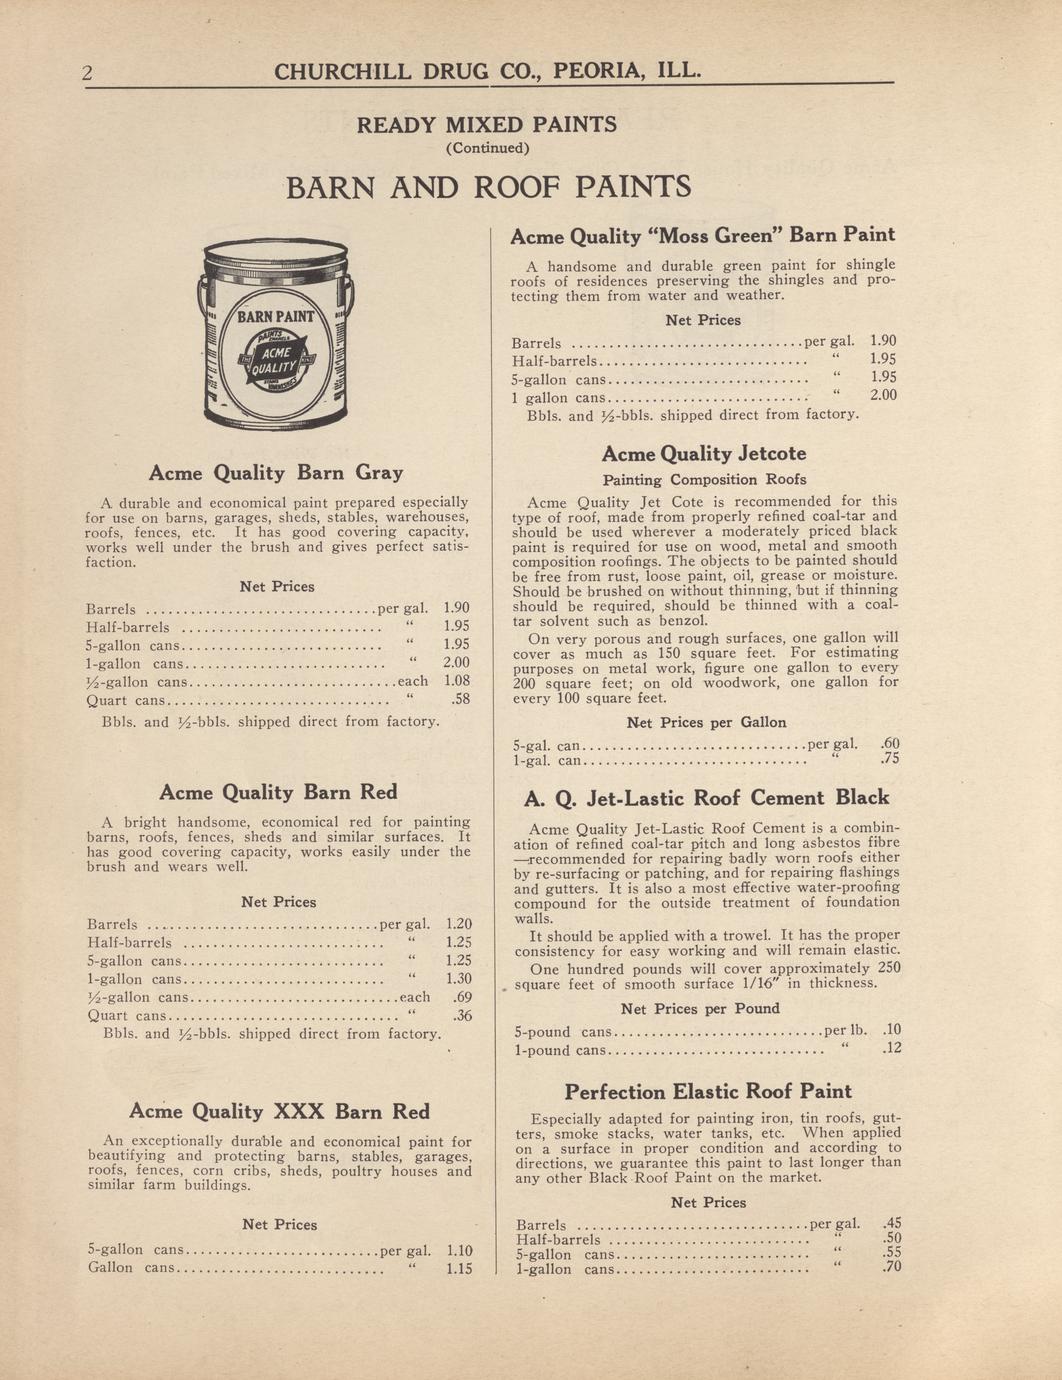 2
CHURCHILL DRUG CO., PEORIA, ILL.
READY MIXED PAINTS
(Continued)
BARN AND ROOF PAINTS
BARN PAINT
PAINTS
ENAMELS
ACME
QUALITY
STAINS
VARNISHES
Acme Quality Barn Gray
A durable and economical paint prepared especially
for use on barns, garages, sheds, stables, warehouses,
roofs, fences, etc. It has good covering capacity,
works well under the brush and gives perfect satis-
faction.
Net Prices
Barrels ...............................per gal. 1.90
Half-barrels ........................... “ 1.95
5-gallon cans........................... “ 1.95
1-gallon cans........................... “ 2.00
½-gallon cans............................each 1.08
Quart cans.............................. “ .58
Bbls. and ½-bbls. shipped direct from factory.
Acme Quality Barn Red
A bright handsome, economical red for painting
barns, roofs, fences, sheds and similar surfaces. It
has good covering capacity, works easily under the
brush and wears well.
Net Prices
Barrels ...............................per gal. 1.20
Half-barrels ........................... “ 1.25
5-gallon cans........................... “ 1.25
1-gallon cans........................... “ 1.30
½-gallon cans............................each .69
Quart cans............................... “ .36
Bbls. and ½-bbls. shipped direct from factory.
Acme Quality XXX Barn Red
An exceptionally durable and economical paint for
beautifying and protecting barns, stables, garages,
roofs, fences, corn cribs, sheds, poultry houses and
similar farm buildings.
Net Prices
5-gallon cans..........................per gal. 1.10
Gallon cans............................ “ 1.15
Acme Quality “Moss Green” Barn Paint
A handsome and durable green paint for shingle
roofs of residences preserving the shingles and pro-
tecting them from water and weather.
Net Prices
Barrels ...............................per gal. 1.90
Half-barrels............................ “ 1.95
5-gallon cans........................... “ 1.95
1 gallon cans........................... “ 2.00
Bbls. and ½-bbls. shipped direct from factory.
Acme Quality Jetcote
Painting Composition Roofs
Acme Quality Jet Cote is recommended for this
type of roof, made from properly refined coal-tar and
should be used wherever a moderately priced black
paint is required for use on wood, metal and smooth
composition roofings. The objects to be painted should
be free from rust, loose paint, oil, grease or moisture.
Should be brushed on without thinning, but if thinning
should be required, should be thinned with a coal-
tar solvent such as benzol.
On very porous and rough surfaces, one gallon will
cover as much as 150 square feet. For estimating
purposes on metal work, figure one gallon to every
200 square feet; on old woodwork, one gallon for
every 100 square feet.
Net Prices per Gallon
5-gal. can..............................per gal. .60
1-gal. can.............................. “ .75
A. Q. Jet-Lastic Roof Cement Black
Acme Quality Jet-Lastic Roof Cement is a combin-
ation of refined coal-tar pitch and long asbestos fibre
—recommended for repairing badly worn roofs either
by re-surfacing or patching, and for repairing flashings
and gutters. It is also a most effective water-proofing
compound for the outside treatment of foundation
walls.
It should be applied with a trowel. It has the proper
consistency for easy working and will remain elastic.
One hundred pounds will cover approximately 250
square feet of smooth surface 1/16” in thickness.
Net Prices per Pound
5-pound cans............................per lb. .10
1-pound cans............................. “ .12
Perfection Elastic Roof Paint
Especially adapted for painting iron, tin roofs, gut-
ters, smoke stacks, water tanks, etc. When applied
on a surface in proper condition and according to
directions, we guarantee this paint to last longer than
any other Black Roof Paint on the market.
Net Prices
Barrels ...............................per gal. .45
Half-barrels ........................... “ .50
5-gallon cans.......................... “ .55
1-gallon cans.......................... “ .70